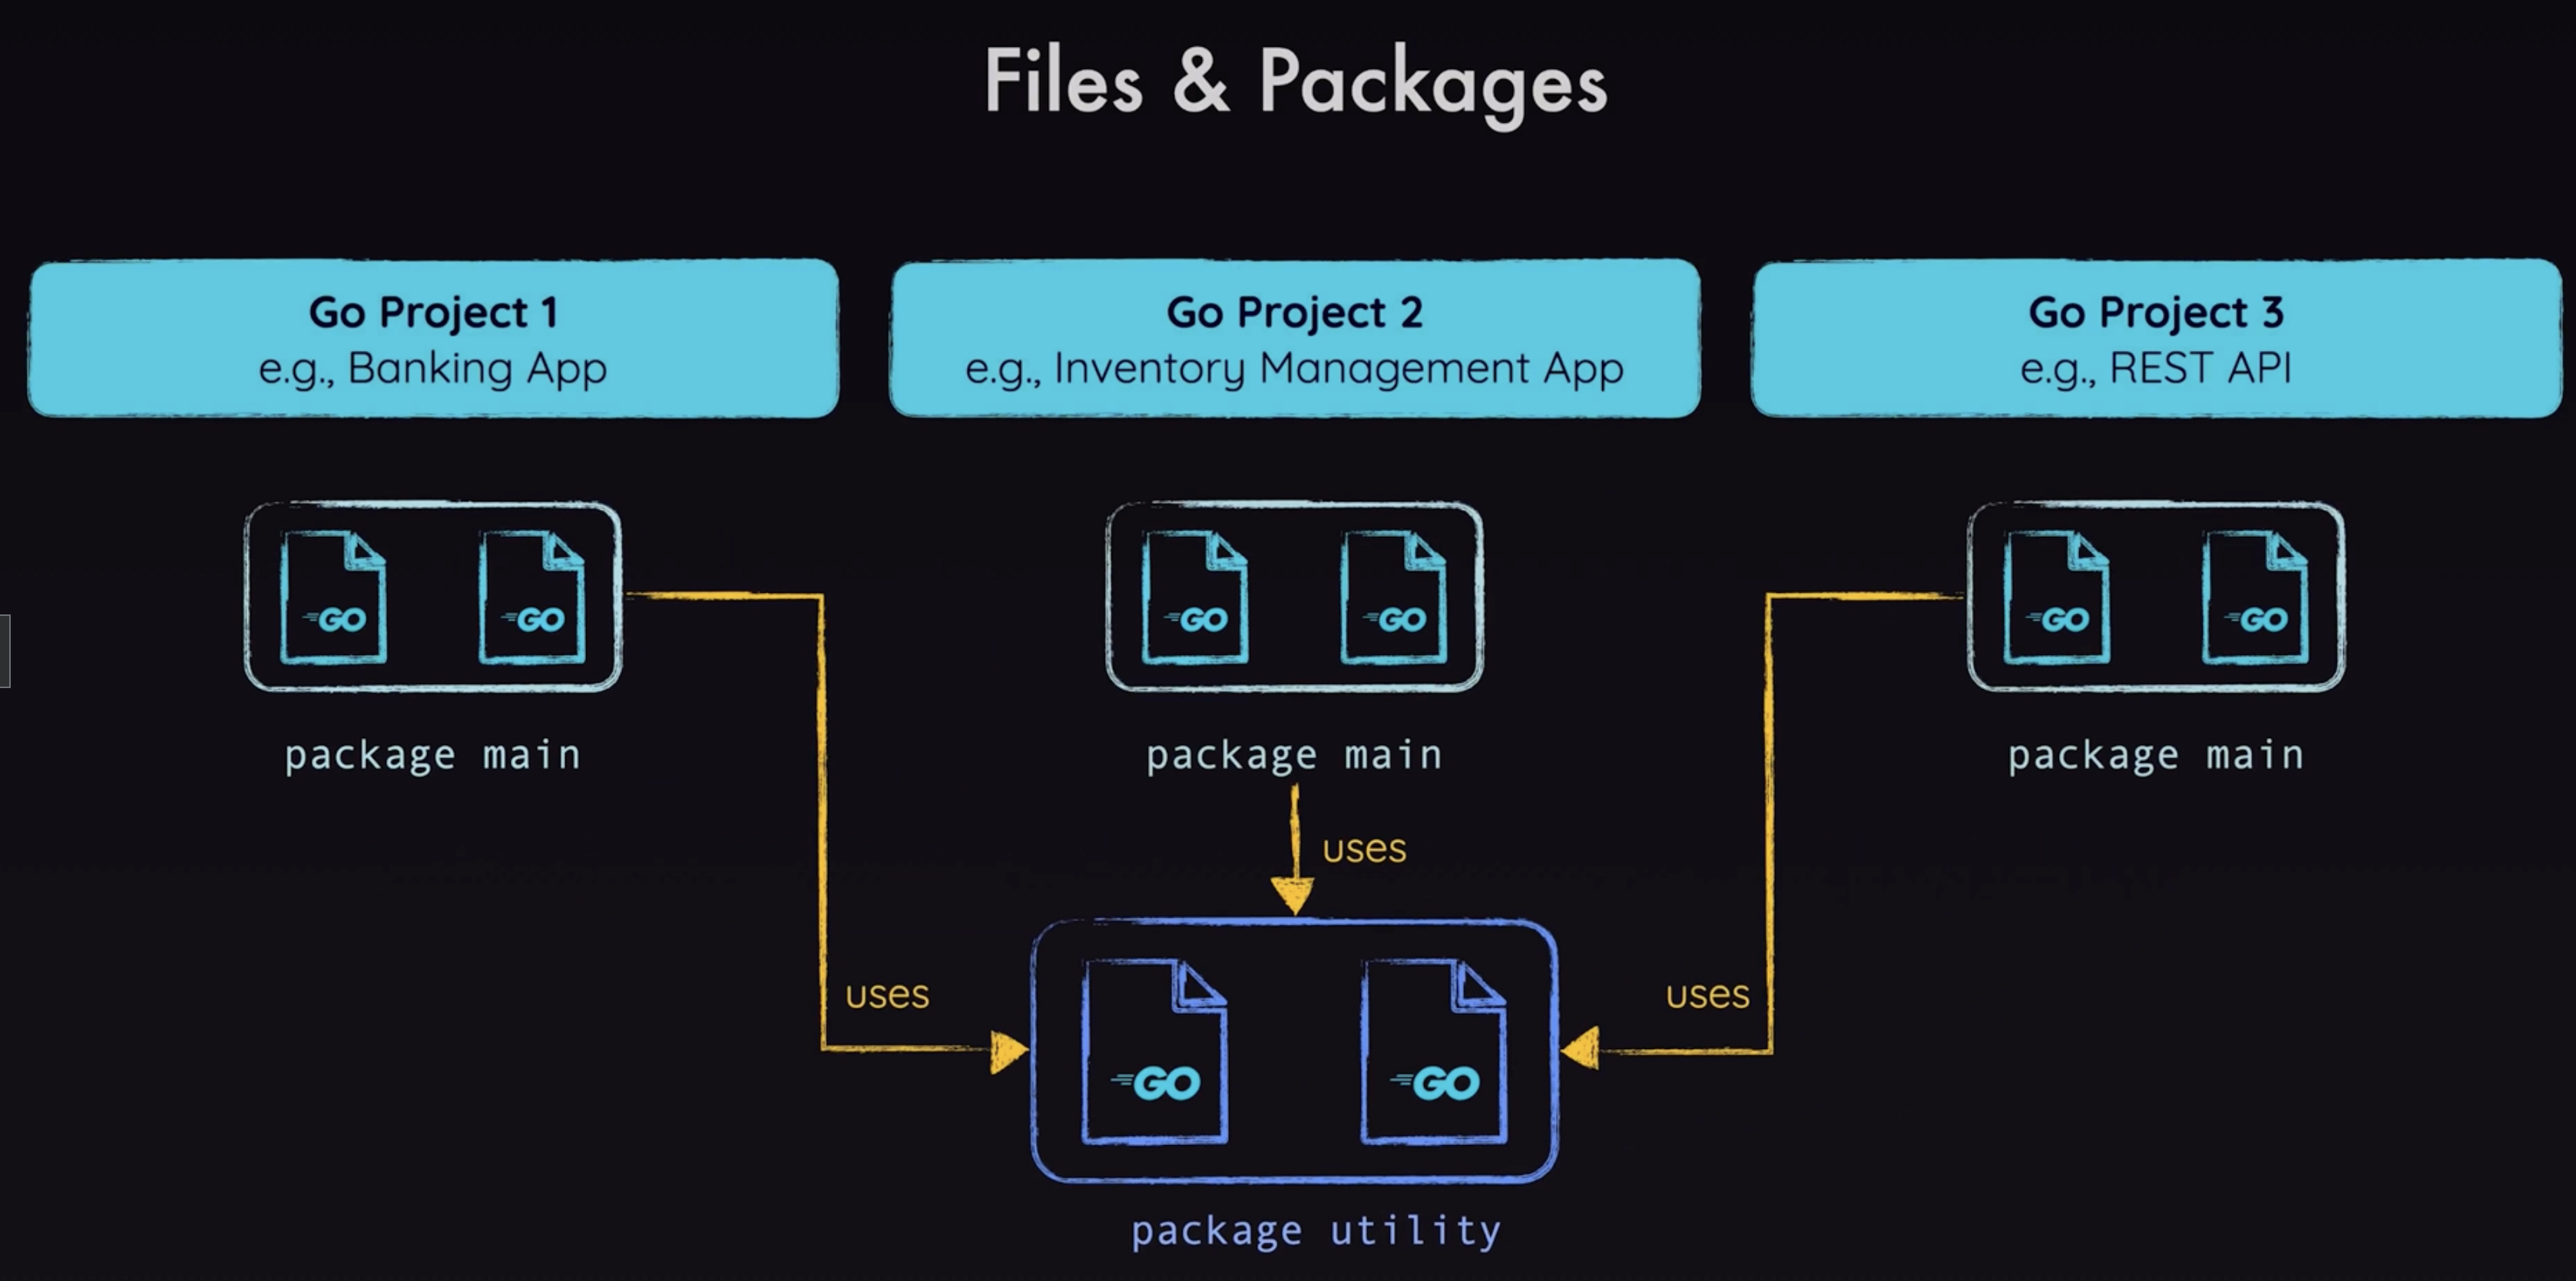 Files & Packages
Go Project 1
e.g., Banking App
Go Project 2
e.g., Inventory Management App
Go Project 3
e.g., REST API
GO
GO
GO
GO
GO
GO
package main
package main
package main
uses
uses
uses
GO
GO
package utility